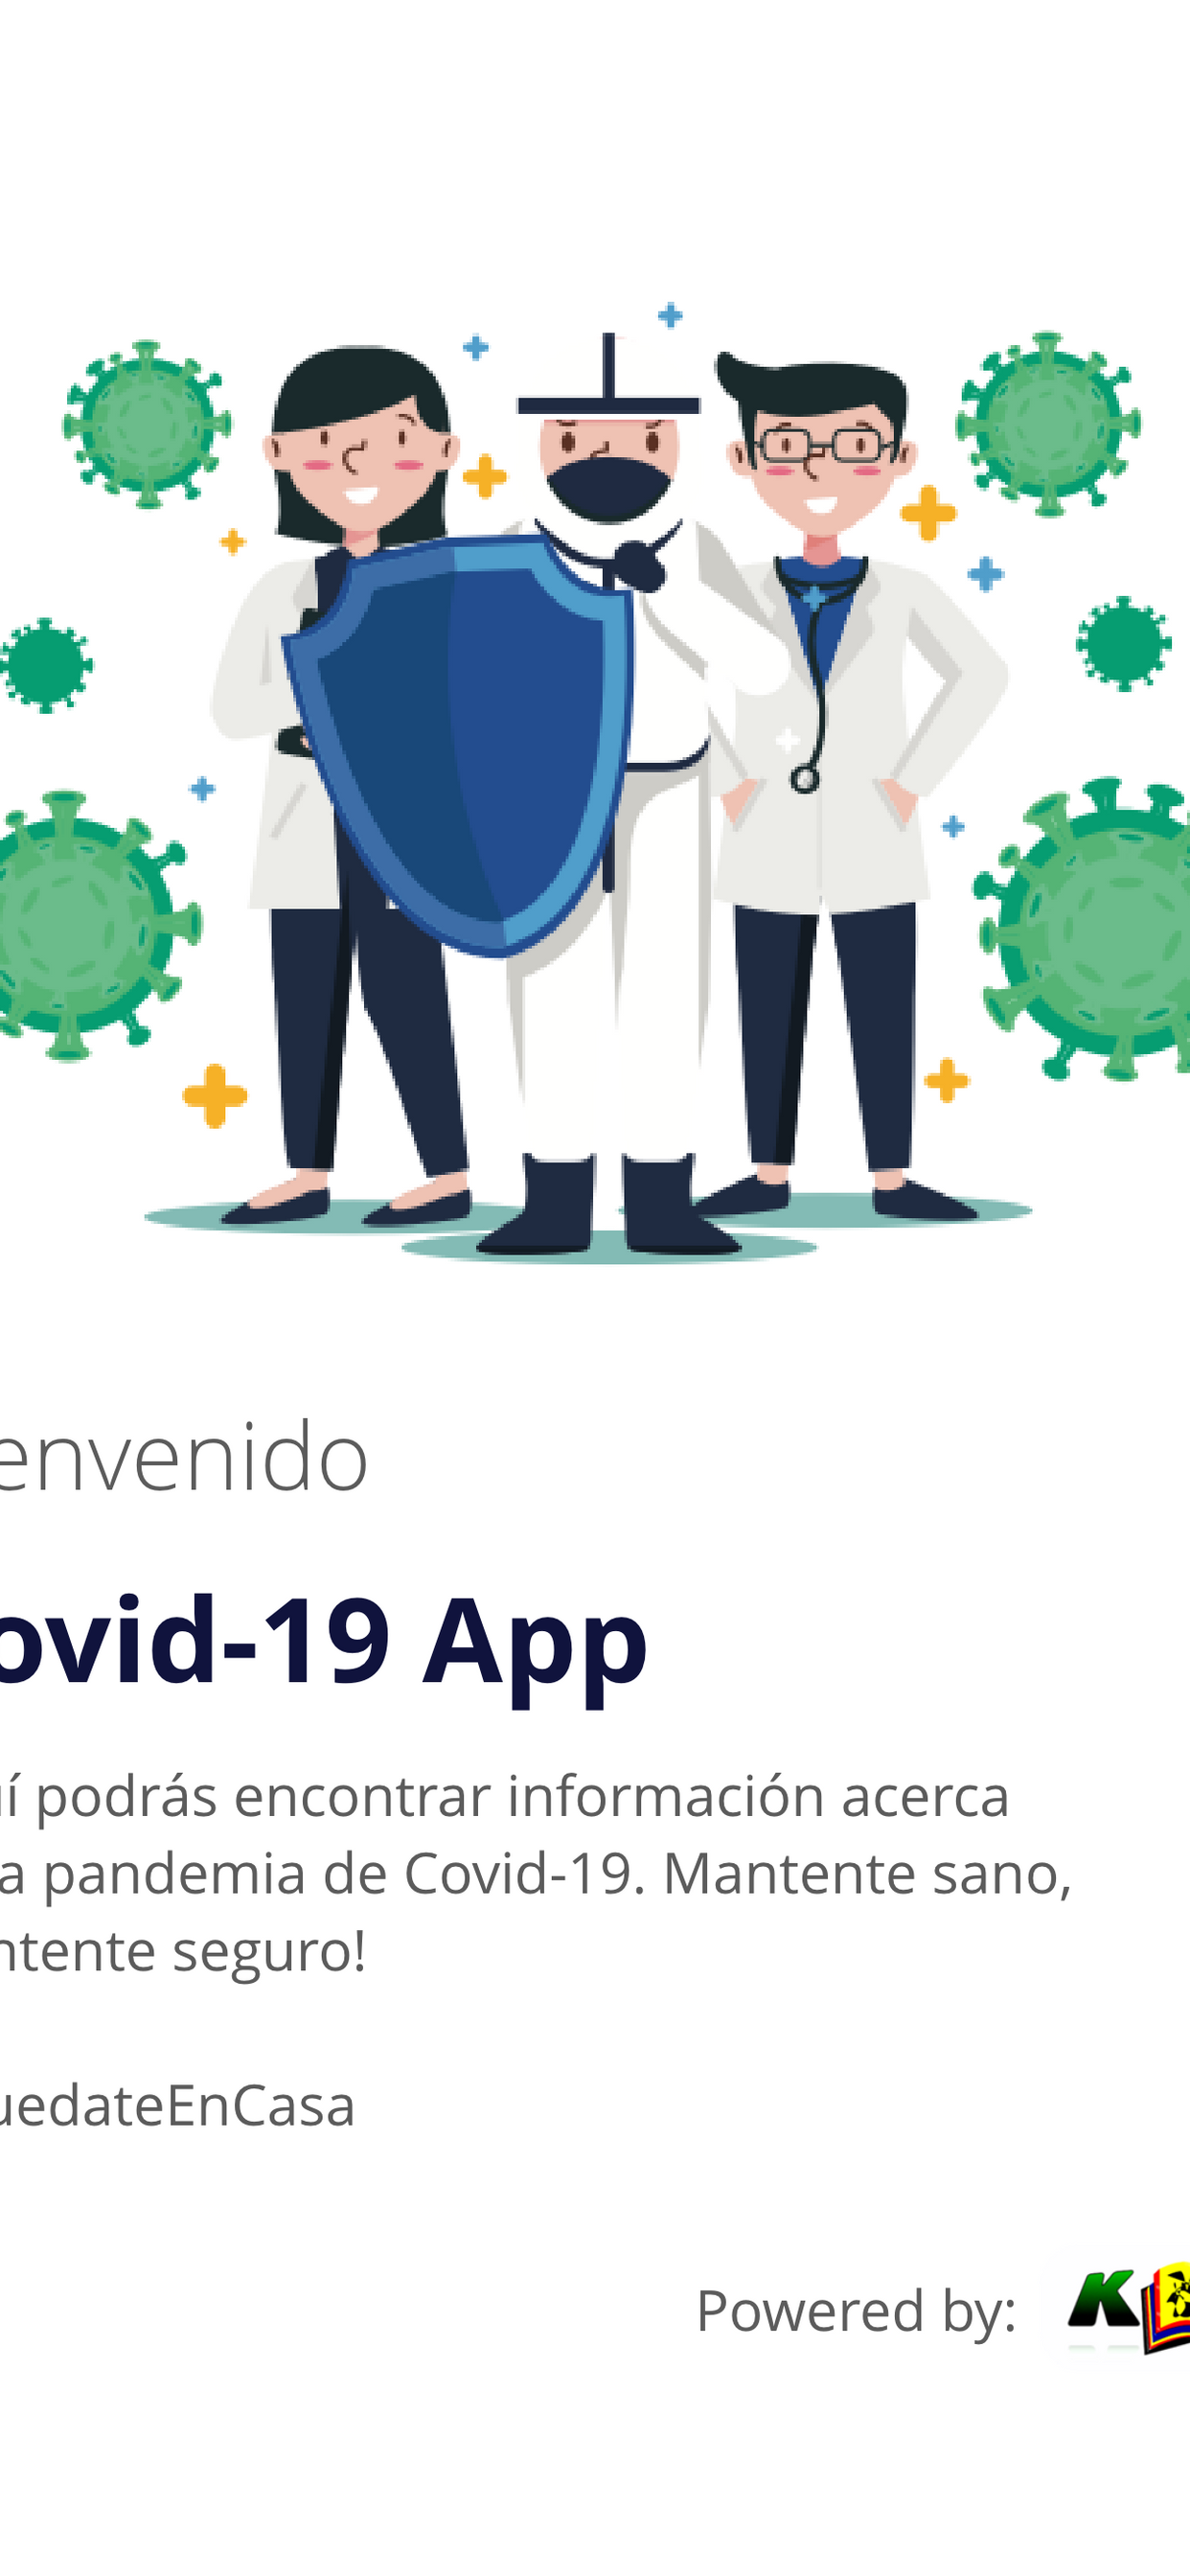 envenido
ovid-19 App
uí podrás encontrar información acerca
a pandemia de Covid-19. Mantente sano,
ntente seguro!
uedateEnCasa
Powered by: K